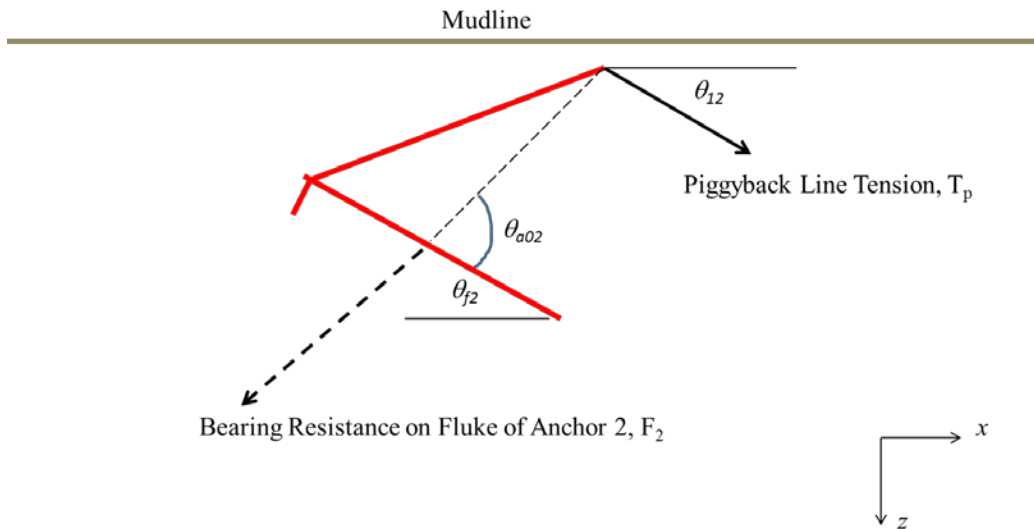 Mudline
θ12
Piggyback Line Tension, Tp
θa02
θf2
Bearing Resistance on Fluke of Anchor 2, F2
x
z